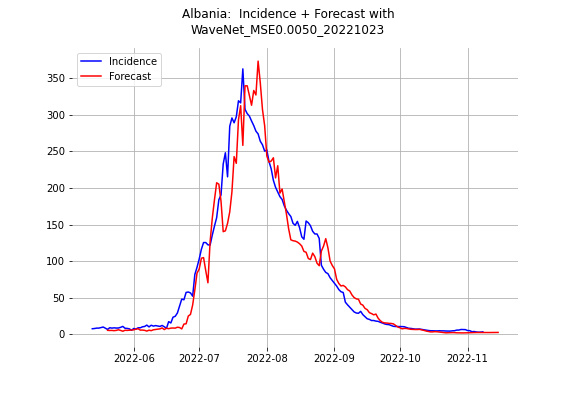 Albania:  Incidence + Forecast with
WaveNet_MSE0.0050_20221023
Incidence
Forecast
350
300
250
200
150
100
50
0
2022-06 2022-07 2022-08 2022-09 2022-10 2022-11